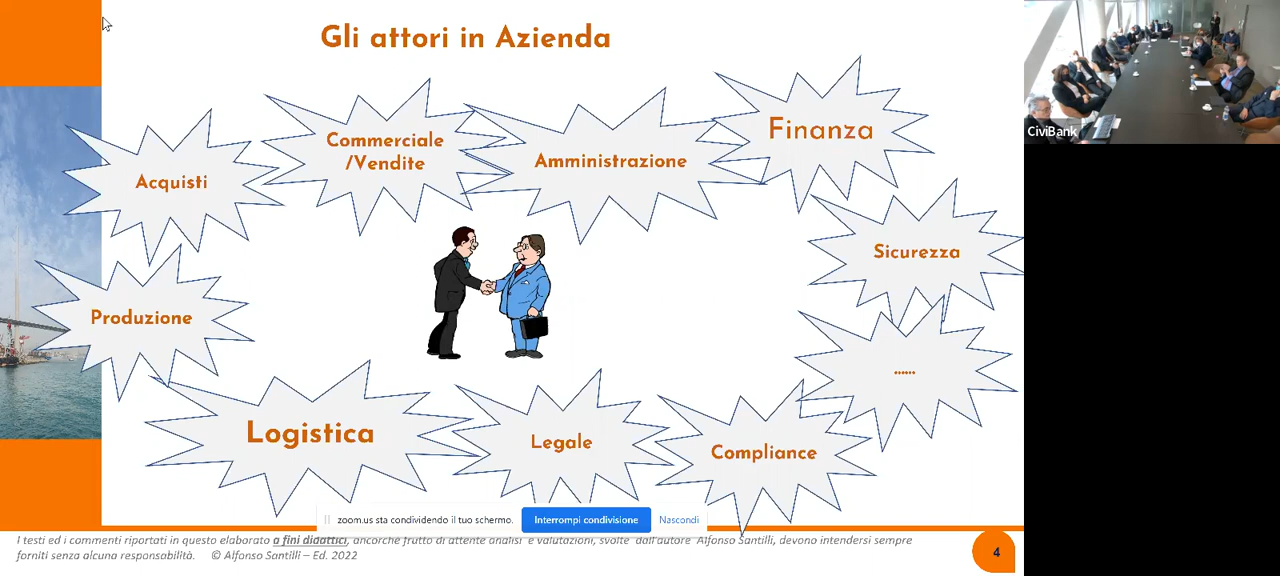 Gli attori in Azienda
CiviBank
Finanza
Commerciale
/Vendite
Amministrazione
Acquisti
Sicurezza
Produzione
......
Logistica
Legale
Compliance
zoom.us sta condividendo il tuo schermo.
Interrompi condivisione
Nascondi
I testi ed i commenti riportati in questo elaborato a fini didattici, ancorché frutto di attente analisi e valutazioni, svolte dall'autore Alfonso Santilli, devono intendersi sempre
forniti senza alcuna responsabilità. © Alfonso Santilli – Ed. 2022
4